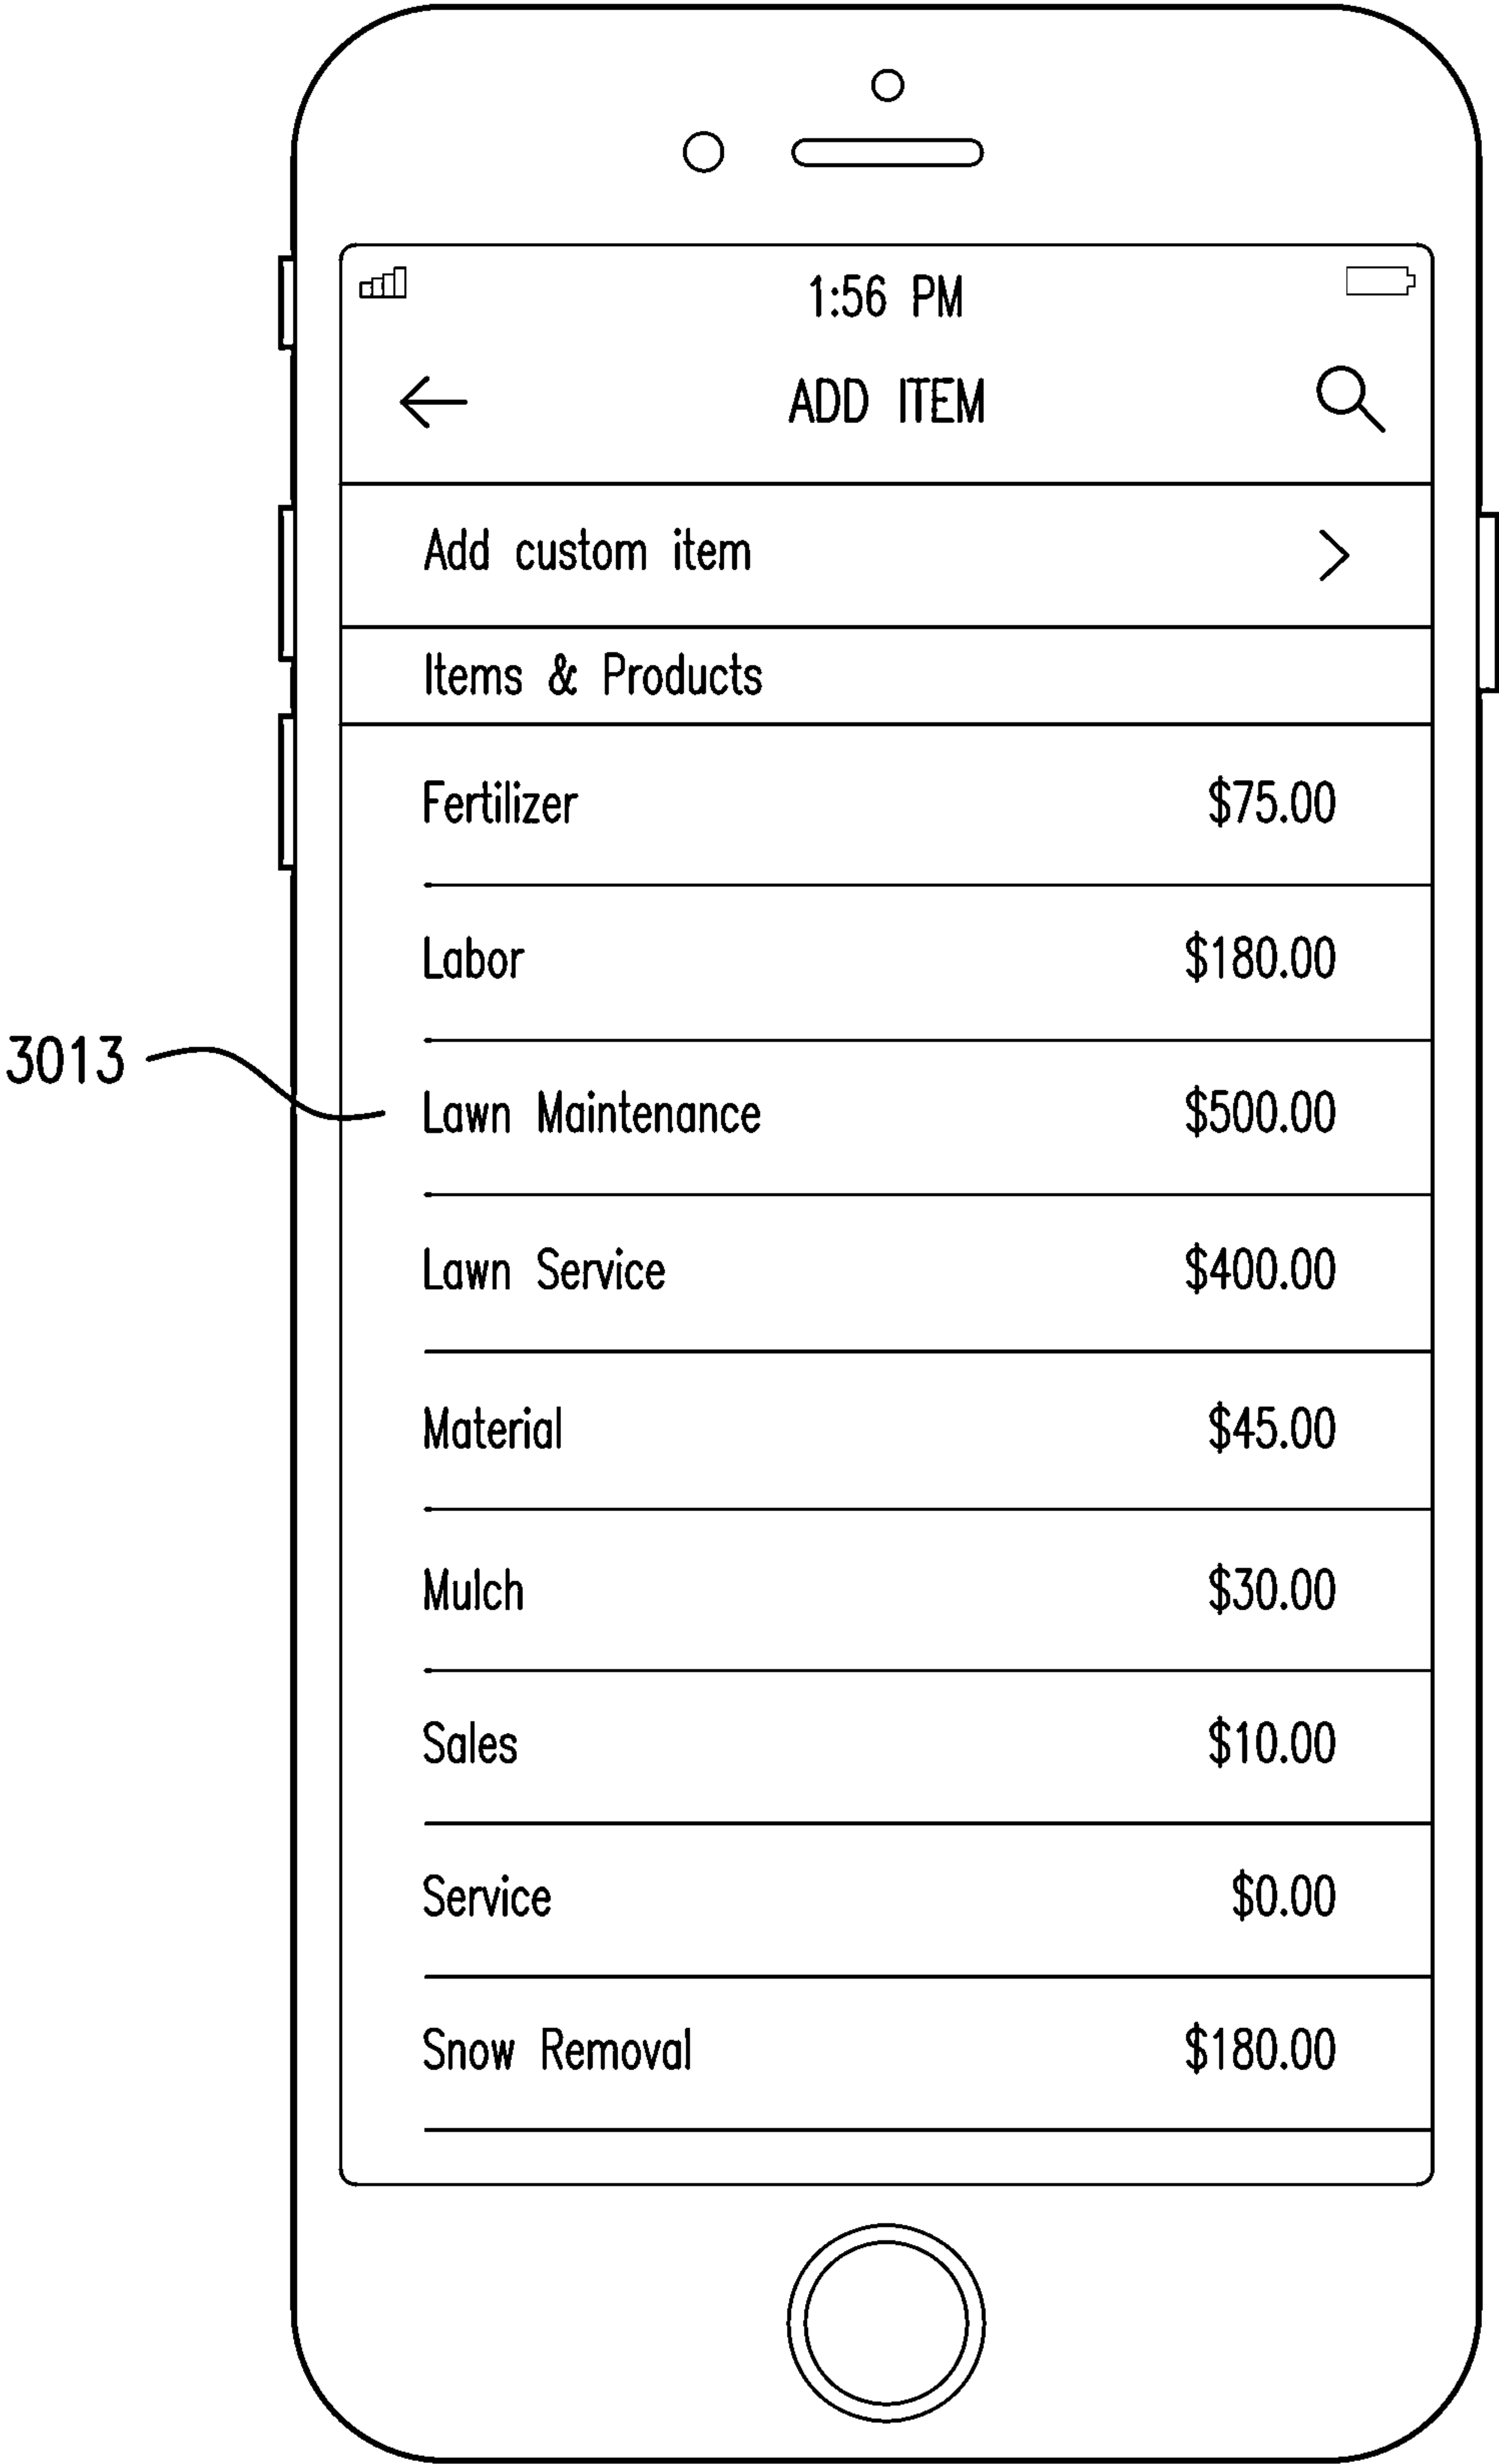 1:56 PM
ADD ITEM
Add custom item
Items & Products
Fertilizer $75.00
Labor $180.00
3013
Lawn Maintenance $500.00
Lawn Service $400.00
Material $45.00
Mulch $30.00
Sales $10.00
Service $0.00
Snow Removal $180.00